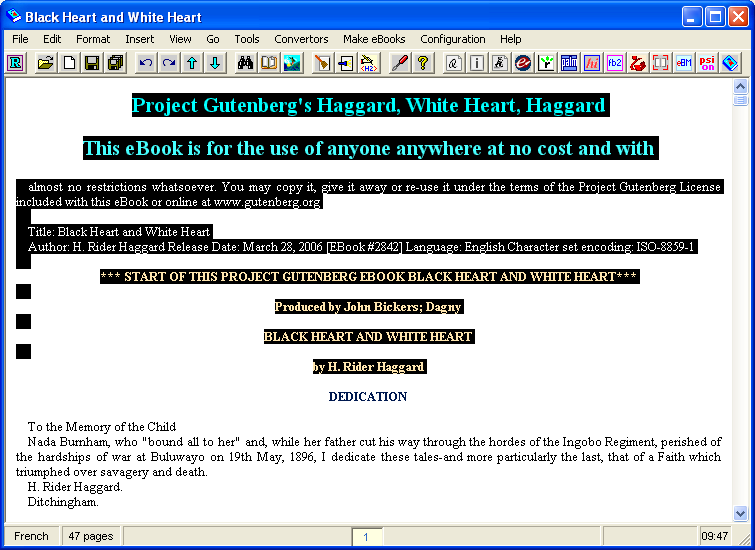 Black Heart and White Heart
File Edit Format Insert View Go Tools Convertors Make eBooks Configuration Help
R <H2> ? i e hi fb2 eBM psi on
Project Gutenberg's Haggard, White Heart, Haggard
This eBook is for the use of anyone anywhere at no cost and with
almost no restrictions whatsoever. You may copy it, give it away or re-use it under the terms of the Project Gutenberg License
included with this eBook or online at www.gutenberg.org
Title: Black Heart and White Heart
Author: H. Rider Haggard Release Date: March 28, 2006 [EBook #2842] Language: English Character set encoding: ISO-8859-1
*** START OF THIS PROJECT GUTENBERG EBOOK BLACK HEART AND WHITE HEART***
Produced by John Bickers; Dagny
BLACK HEART AND WHITE HEART
by H. Rider Haggard
DEDICATION
To the Memory of the Child
Nada Burnham, who "bound all to her" and, while her father cut his way through the hordes of the Ingobo Regiment, perished of
the hardships of war at Buluwayo on 19th May, 1896, I dedicate these tales-and more particularly the last, that of a Faith which
triumphed over savagery and death.
H. Rider Haggard.
Ditchingham.
French 47 pages 1 09:47